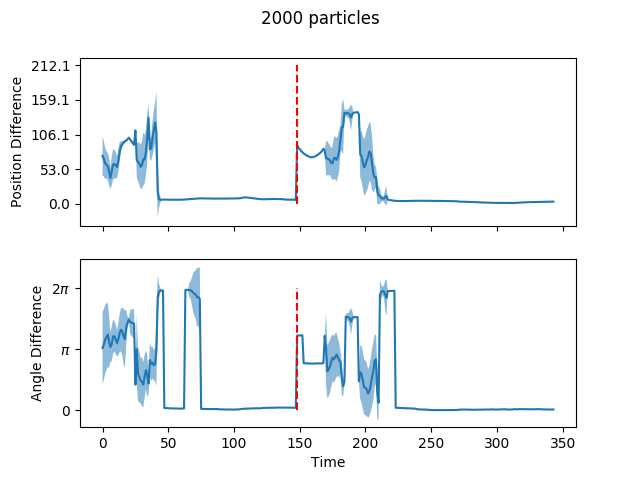 2000 particles
Position Difference
212.1
159.1
106.1
53.0
0.0
Angle Difference
2π
π
0
0
50
100
150
200
250
300
350
Time